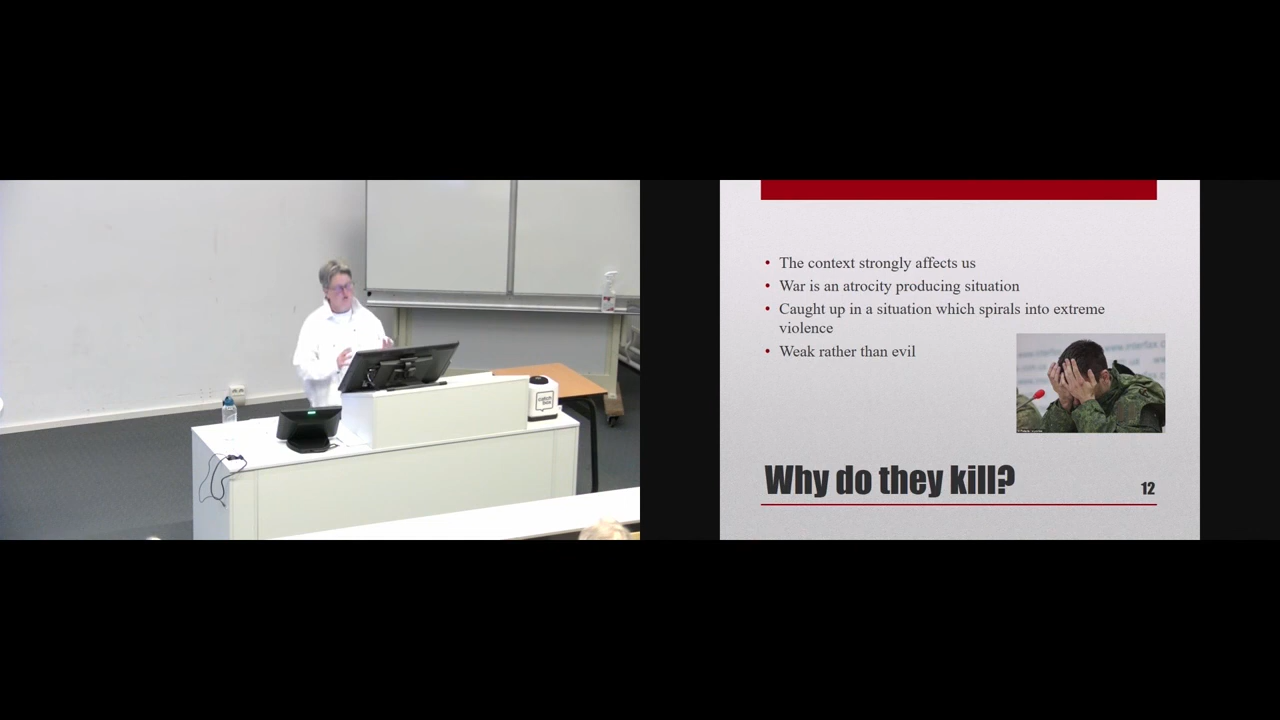 • The context strongly affects us
• War is an atrocity producing situation
• Caught up in a situation which spirals into extreme
violence
• Weak rather than evil
Why do they kill?
12